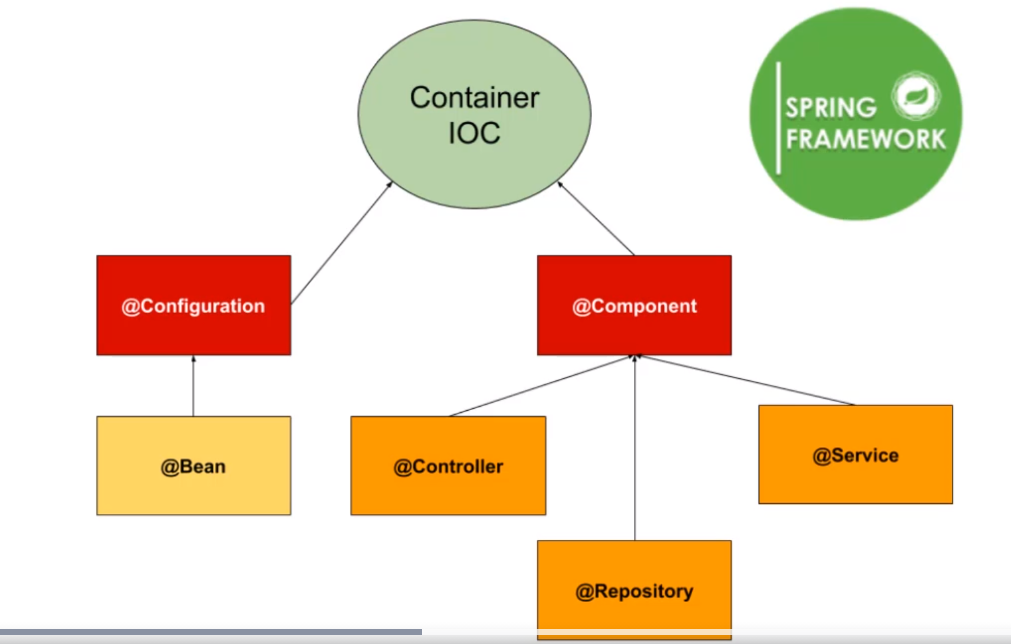 Container
IOC
SPRING
FRAMEWORK
@Configuration
@Component
@Bean
@Controller
@Service
@Repository